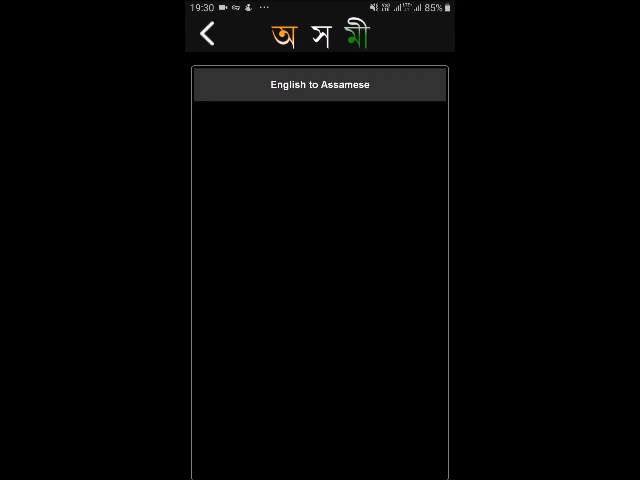 19:30 85%
অ স মী
English to Assamese